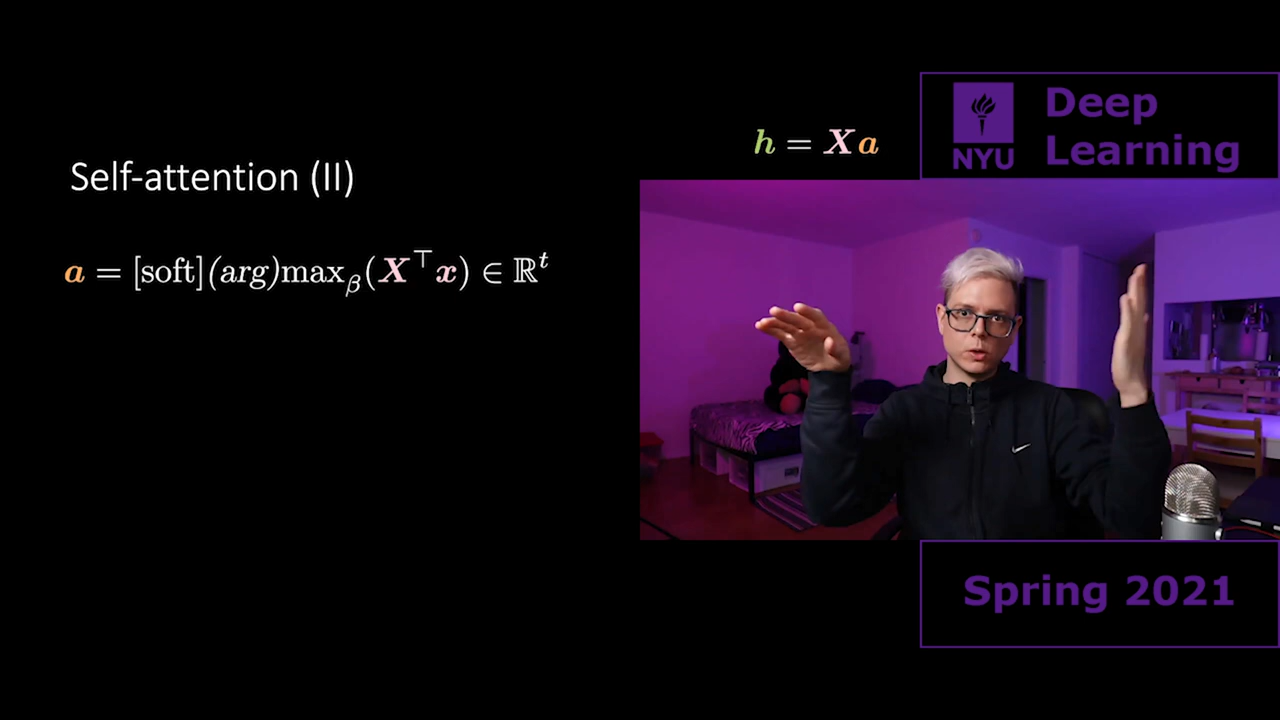 Self-attention (II)
a = [soft](arg)max_β(X^⊤x) ∈ ℝ^t
h = Xa
NYU
Deep
Learning
Spring 2021